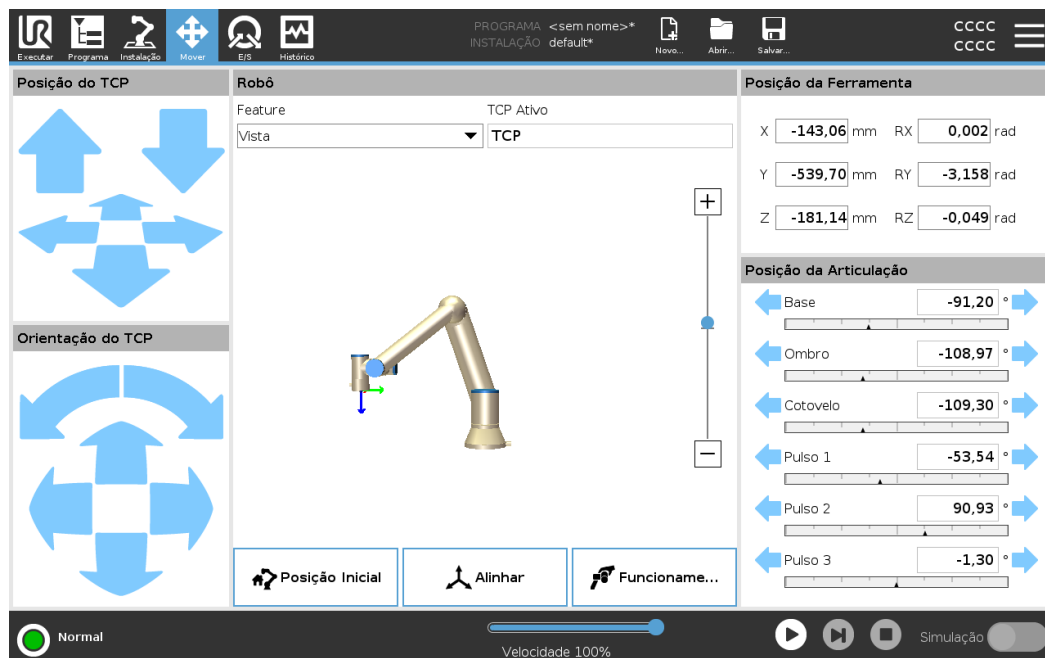 UR
PROGRAMA <sem nome>*
INSTALAÇÃO default*
CCCC
CCCC
Executar Programa Instalação Mover E/S Histórico Novo... Abrir... Salvar...
Posição do TCP
Orientação do TCP
Robô
Feature TCP Ativo
Vista TCP
+
−
Posição Inicial Alinhar Funcioname...
Posição da Ferramenta
X -143,06 mm RX 0,002 rad
Y -539,70 mm RY -3,158 rad
Z -181,14 mm RZ -0,049 rad
Posição da Articulação
Base -91,20 °
Ombro -108,97 °
Cotovelo -109,30 °
Pulso 1 -53,54 °
Pulso 2 90,93 °
Pulso 3 -1,30 °
Normal
Velocidade 100%
Simulação